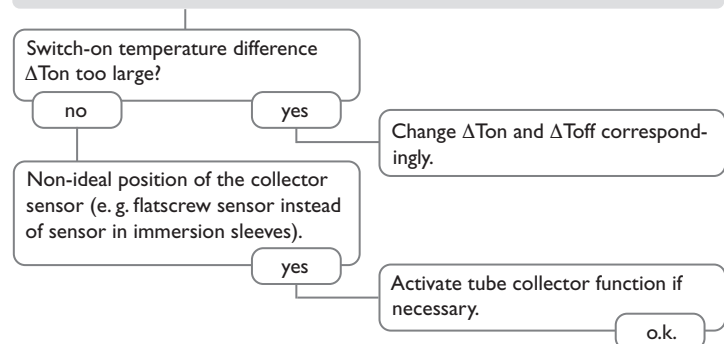 Switch-on temperature difference
ΔTon too large?
no
yes
Change ΔTon and ΔToff correspond-
ingly.
Non-ideal position of the collector
sensor (e. g. flatscrew sensor instead
of sensor in immersion sleeves).
yes
Activate tube collector function if
necessary.
o.k.